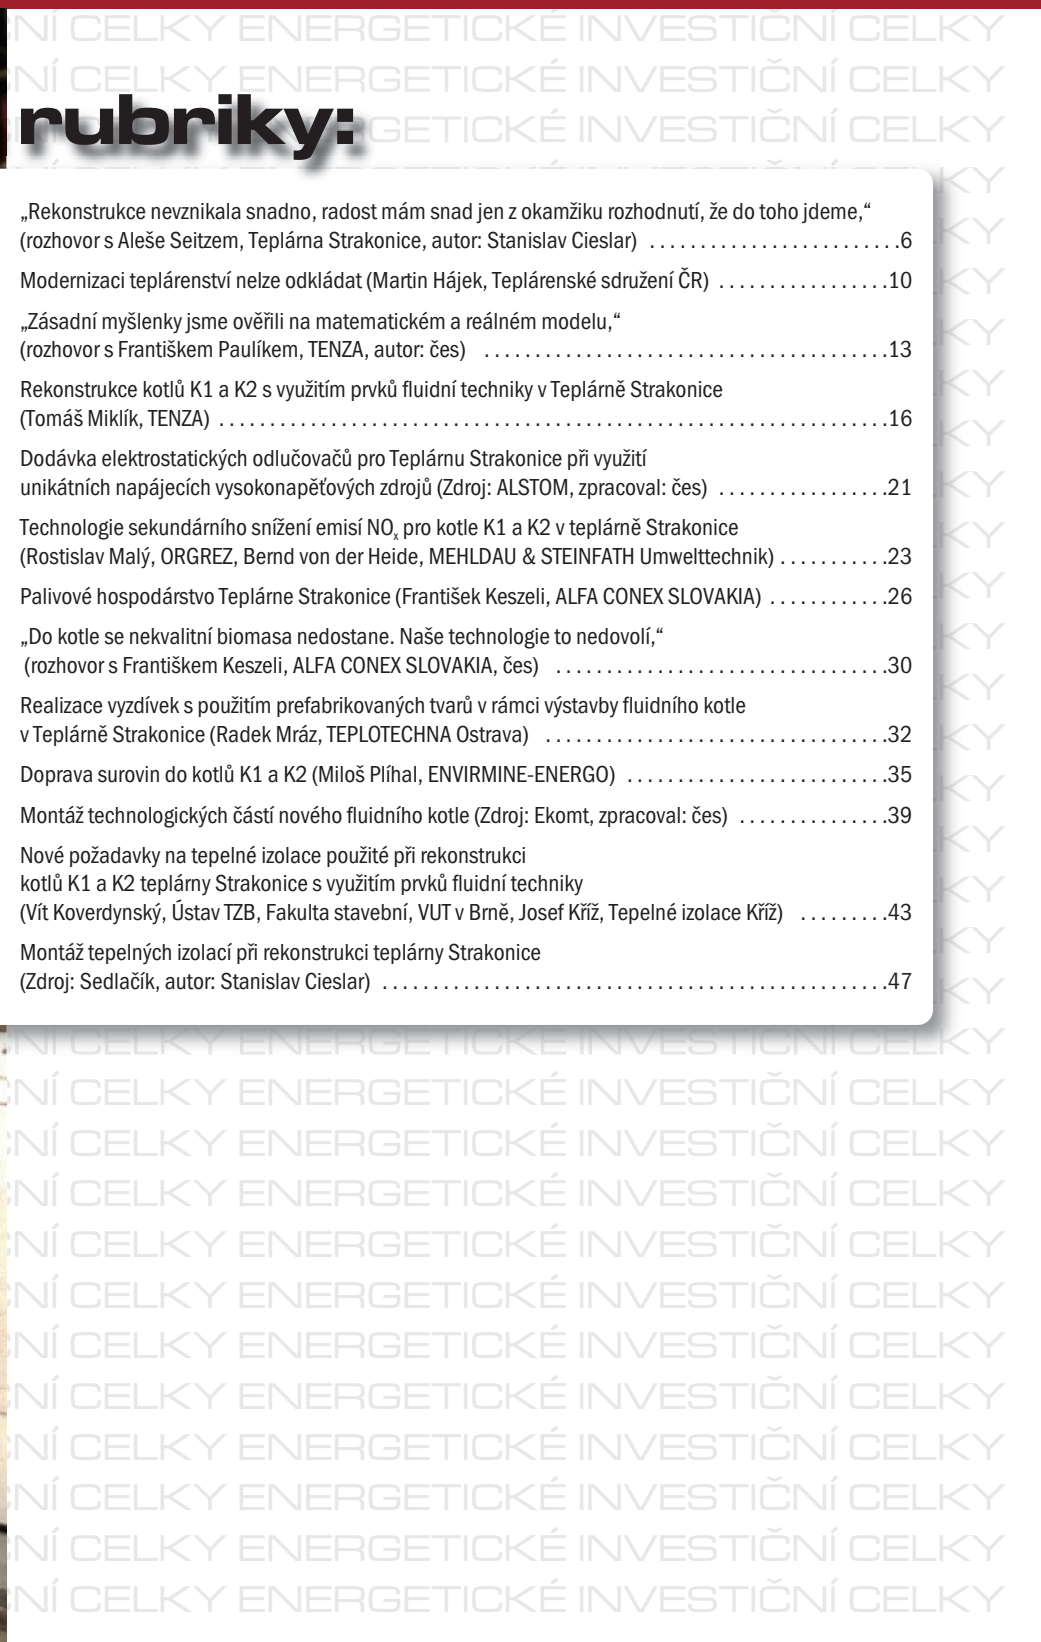 NÍ CELKY ENERGETICKÉ INVESTIČNÍ CELKY
NÍ CELKY ENERGETICKÉ INVESTIČNÍ CELKY
rubriky:
GETICKÉ INVESTIČNÍ CELKY
KY
„Rekonstrukce nevznikala snadno, radost mám snad jen z okamžiku rozhodnutí, že do toho jdeme,“
(rozhovor s Aleše Seitzem, Teplárna Strakonice, autor: Stanislav Cieslar) . . . . . . . . . . . . . . . . . . . . . . . . .6
Modernizaci teplárenství nelze odkládat (Martin Hájek, Teplárenské sdružení ČR) . . . . . . . . . . . . . . . . .10
„Zásadní myšlenky jsme ověřili na matematickém a reálném modelu,“
(rozhovor s Františkem Paulíkem, TENZA, autor: čes) . . . . . . . . . . . . . . . . . . . . . . . . . . . . . . . . . . . . . . . .13
Rekonstrukce kotlů K1 a K2 s využitím prvků fluidní techniky v Teplárně Strakonice
(Tomáš Miklík, TENZA) . . . . . . . . . . . . . . . . . . . . . . . . . . . . . . . . . . . . . . . . . . . . . . . . . . . . . . . . . . . . . . . . . .16
Dodávka elektrostatických odlučovačů pro Teplárnu Strakonice při využití
unikátních napájecích vysokonapěťových zdrojů (Zdroj: ALSTOM, zpracoval: čes) . . . . . . . . . . . . . . . . .21
Technologie sekundárního snížení emisí NOx pro kotle K1 a K2 v teplárně Strakonice
(Rostislav Malý, ORGREZ, Bernd von der Heide, MEHLDAU & STEINFATH Umwelttechnik) . . . . . . . . . . .23
Palivové hospodárstvo Teplárne Strakonice (František Keszeli, ALFA CONEX SLOVAKIA) . . . . . . . . . . . .26
„Do kotle se nekvalitní biomasa nedostane. Naše technologie to nedovolí,“
(rozhovor s Františkem Keszeli, ALFA CONEX SLOVAKIA, čes) . . . . . . . . . . . . . . . . . . . . . . . . . . . . . . . . .30
Realizace vyzdívek s použitím prefabrikovaných tvarů v rámci výstavby fluidního kotle
v Teplárně Strakonice (Radek Mráz, TEPLOTECHNA Ostrava) . . . . . . . . . . . . . . . . . . . . . . . . . . . . . . . . . .32
Doprava surovin do kotlů K1 a K2 (Miloš Plíhal, ENVIRMINE-ENERGO) . . . . . . . . . . . . . . . . . . . . . . . . . .35
Montáž technologických částí nového fluidního kotle (Zdroj: Ekomt, zpracoval: čes) . . . . . . . . . . . . . . .39
Nové požadavky na tepelné izolace použité při rekonstrukci
kotlů K1 a K2 teplárny Strakonice s využitím prvků fluidní techniky
(Vít Koverdynský, Ústav TZB, Fakulta stavební, VUT v Brně, Josef Kříž, Tepelné izolace Kříž) . . . . . . . . .43
Montáž tepelných izolací při rekonstrukci teplárny Strakonice
(Zdroj: Sedlačík, autor: Stanislav Cieslar) . . . . . . . . . . . . . . . . . . . . . . . . . . . . . . . . . . . . . . . . . . . . . . . . . .47
NÍ CELKY ENERGETICKÉ INVESTIČNÍ CELKY
NÍ CELKY ENERGETICKÉ INVESTIČNÍ CELKY
NÍ CELKY ENERGETICKÉ INVESTIČNÍ CELKY
NÍ CELKY ENERGETICKÉ INVESTIČNÍ CELKY
NÍ CELKY ENERGETICKÉ INVESTIČNÍ CELKY
NÍ CELKY ENERGETICKÉ INVESTIČNÍ CELKY
NÍ CELKY ENERGETICKÉ INVESTIČNÍ CELKY
NÍ CELKY ENERGETICKÉ INVESTIČNÍ CELKY
NÍ CELKY ENERGETICKÉ INVESTIČNÍ CELKY
NÍ CELKY ENERGETICKÉ INVESTIČNÍ CELKY
NÍ CELKY ENERGETICKÉ INVESTIČNÍ CELKY
NÍ CELKY ENERGETICKÉ INVESTIČNÍ CELKY